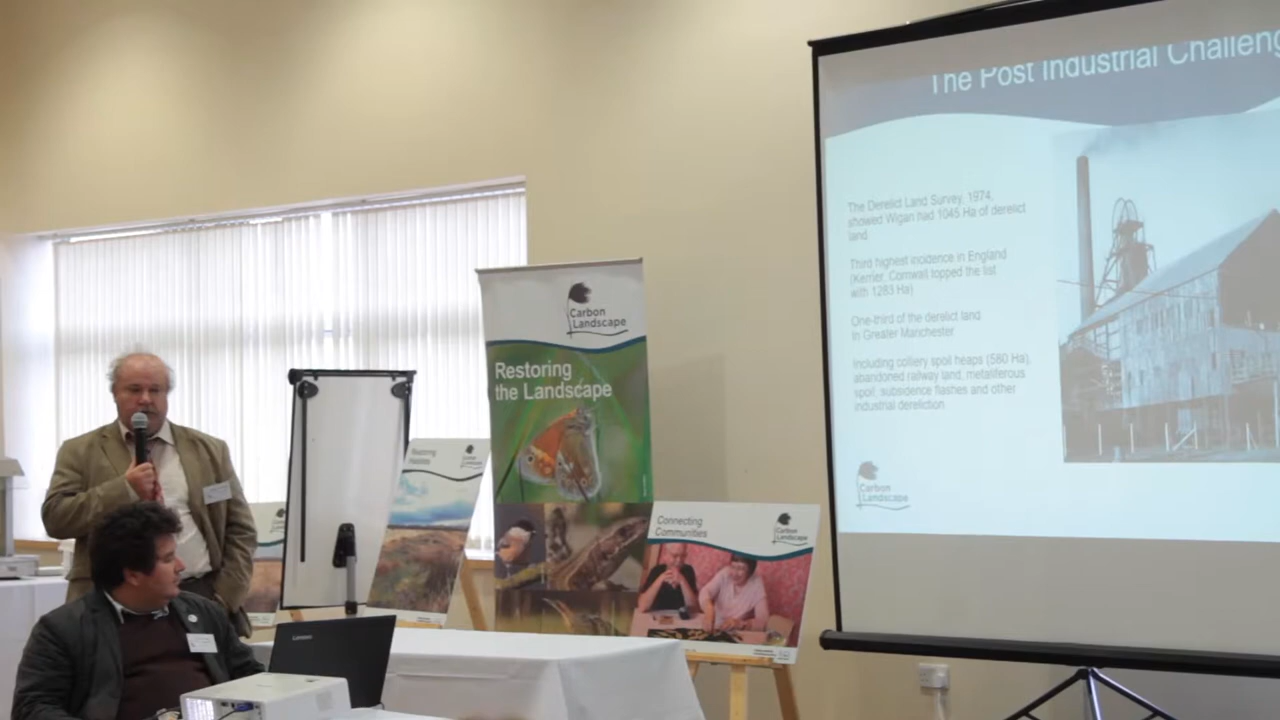 The Post Industrial Challeng
The Derelict Land Survey, 1974,
showed Wigan had 1045 Ha of derelict
land
Third highest incidence in England
(Kerrier, Cornwall topped the list
with 1283 Ha)
One-third of the derelict land
in Greater Manchester
Including colliery spoil heaps (580 Ha),
abandoned railway land, metaliferous
spoil, subsidence flashes and other
industrial dereliction
Carbon
Landscape
Carbon
Landscape
Restoring
the Landscape
Restoring
Habitats
Carbon
Landscape
Connecting
Communities
Carbon
Landscape
Lenovo